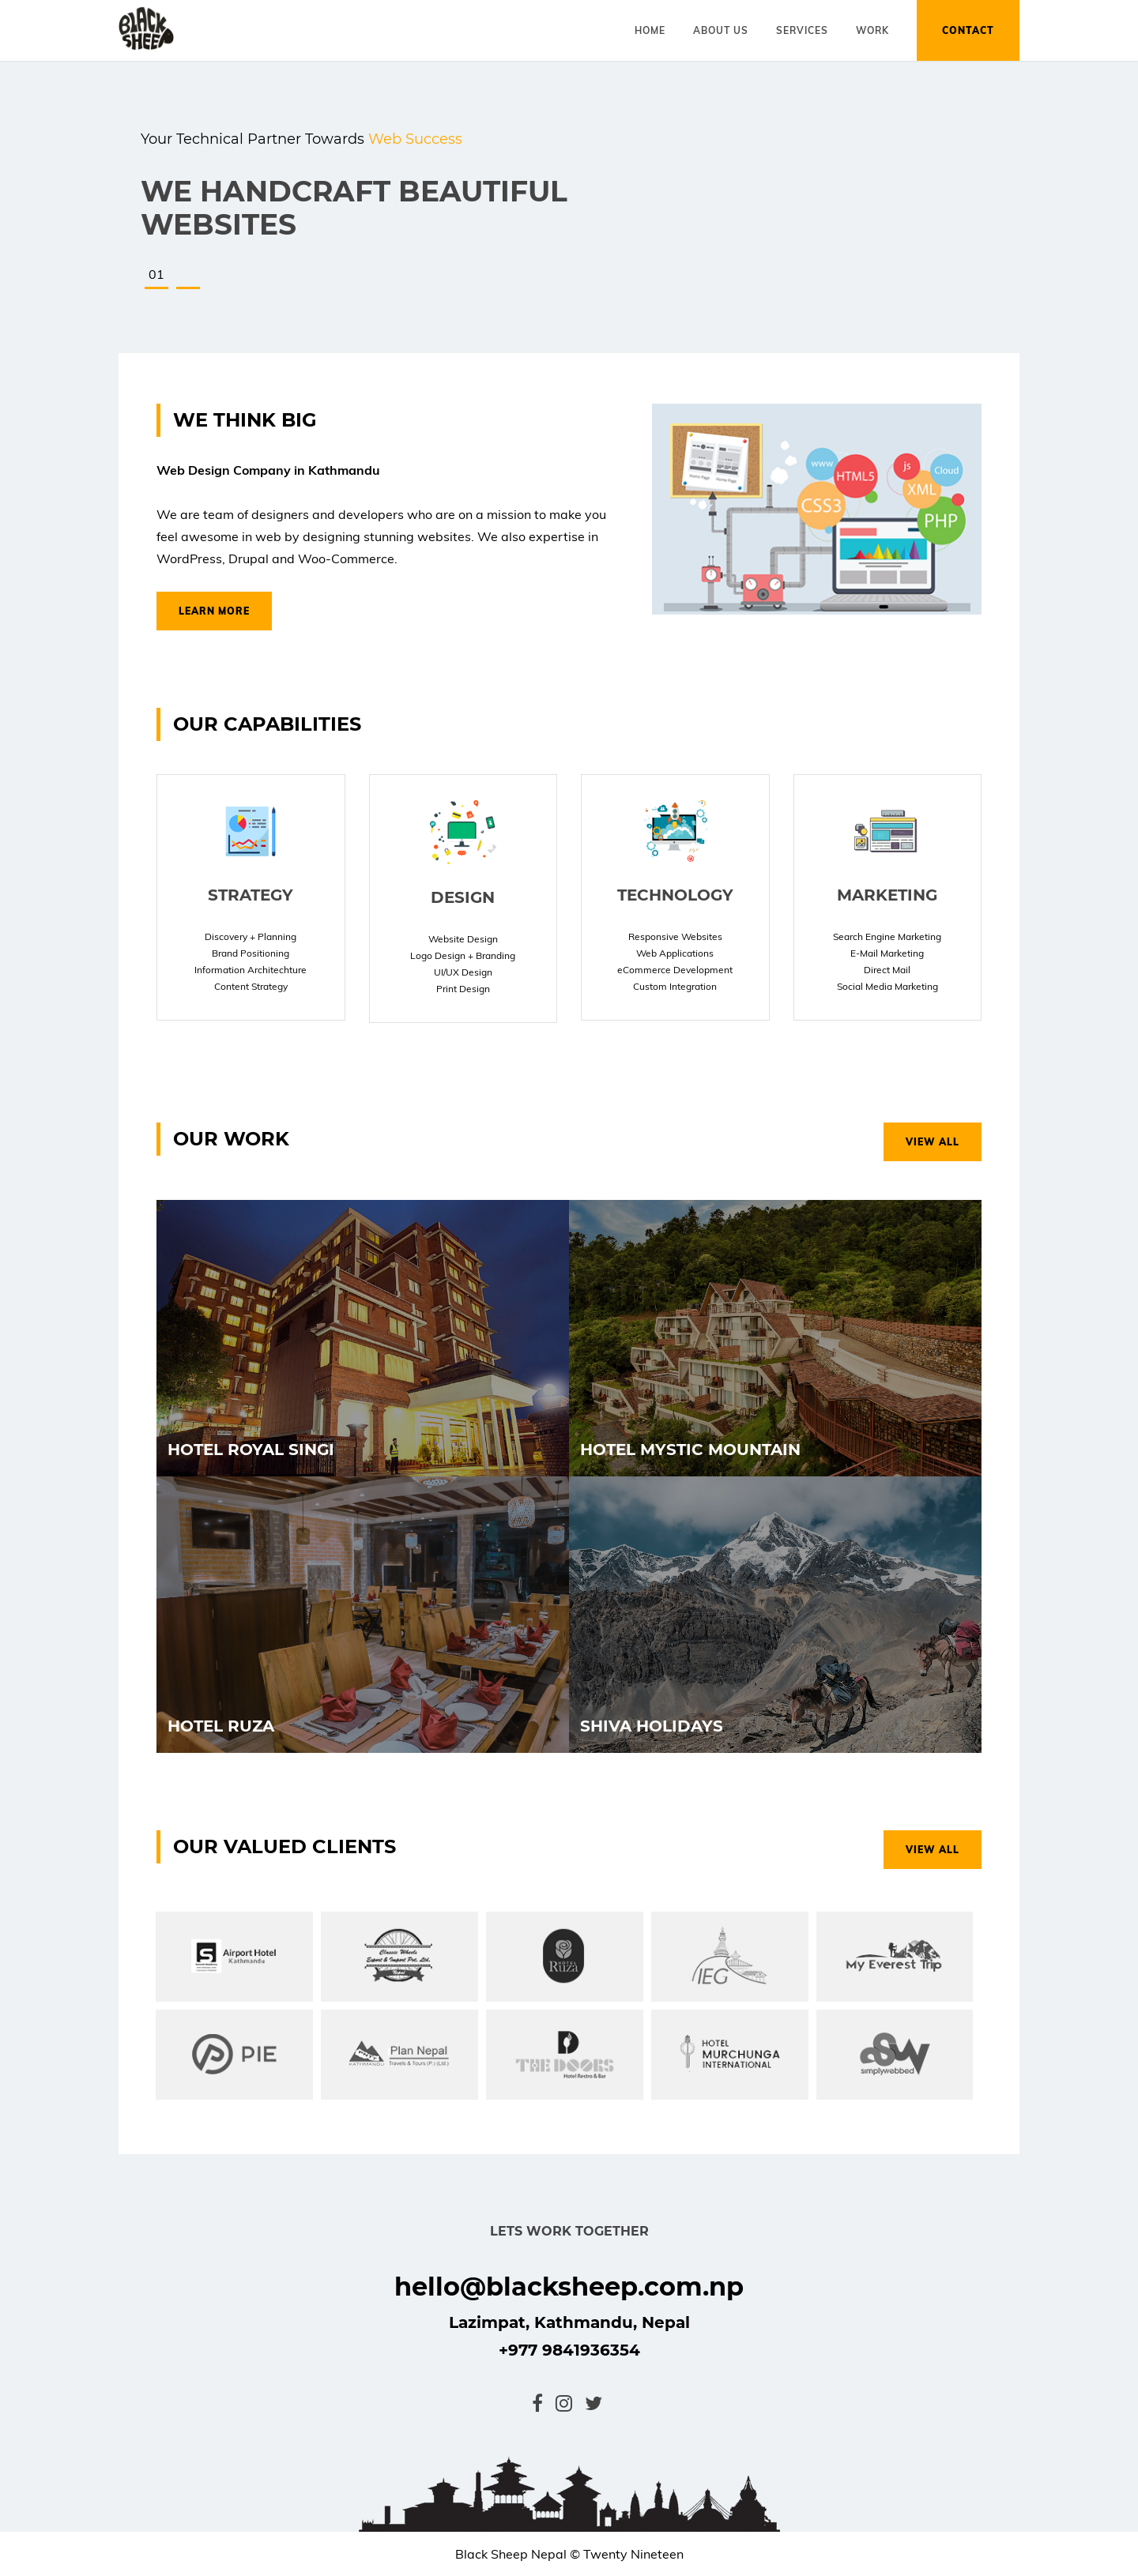 BLACK
SHEEP
HOME
ABOUT US
SERVICES
WORK
CONTACT
Your Technical Partner Towards Web Success
WE HANDCRAFT BEAUTIFUL
WEBSITES
01
WE THINK BIG
Web Design Company in Kathmandu
We are team of designers and developers who are on a mission to make you
feel awesome in web by designing stunning websites. We also expertise in
WordPress, Drupal and Woo-Commerce.
LEARN MORE
Home Page
Home Page
www
HTML5
js
Cloud
CSS3
XML
PHP
OUR CAPABILITIES
STRATEGY
Discovery + Planning
Brand Positioning
Information Architechture
Content Strategy
DESIGN
Website Design
Logo Design + Branding
UI/UX Design
Print Design
TECHNOLOGY
Responsive Websites
Web Applications
eCommerce Development
Custom Integration
MARKETING
Search Engine Marketing
E-Mail Marketing
Direct Mail
Social Media Marketing
OUR WORK
VIEW ALL
HOTEL ROYAL SINGI
HOTEL MYSTIC MOUNTAIN
HOTEL RUZA
SHIVA HOLIDAYS
OUR VALUED CLIENTS
VIEW ALL
S
Airport Hotel
Kathmandu
Classic Wheels
Export & Import Pvt. Ltd.
Nepal
HOTEL
Ruza
IEG
My Everest Trip
PIE
KATHMANDU
Plan Nepal
Travels & Tours (P.) (Ltd.)
D
THE DOORS
Hotel Restro & Bar
HOTEL
MURCHUNGA
INTERNATIONAL
SW
simplywebbed
LETS WORK TOGETHER
hello@blacksheep.com.np
Lazimpat, Kathmandu, Nepal
+977 9841936354
Black Sheep Nepal © Twenty Nineteen